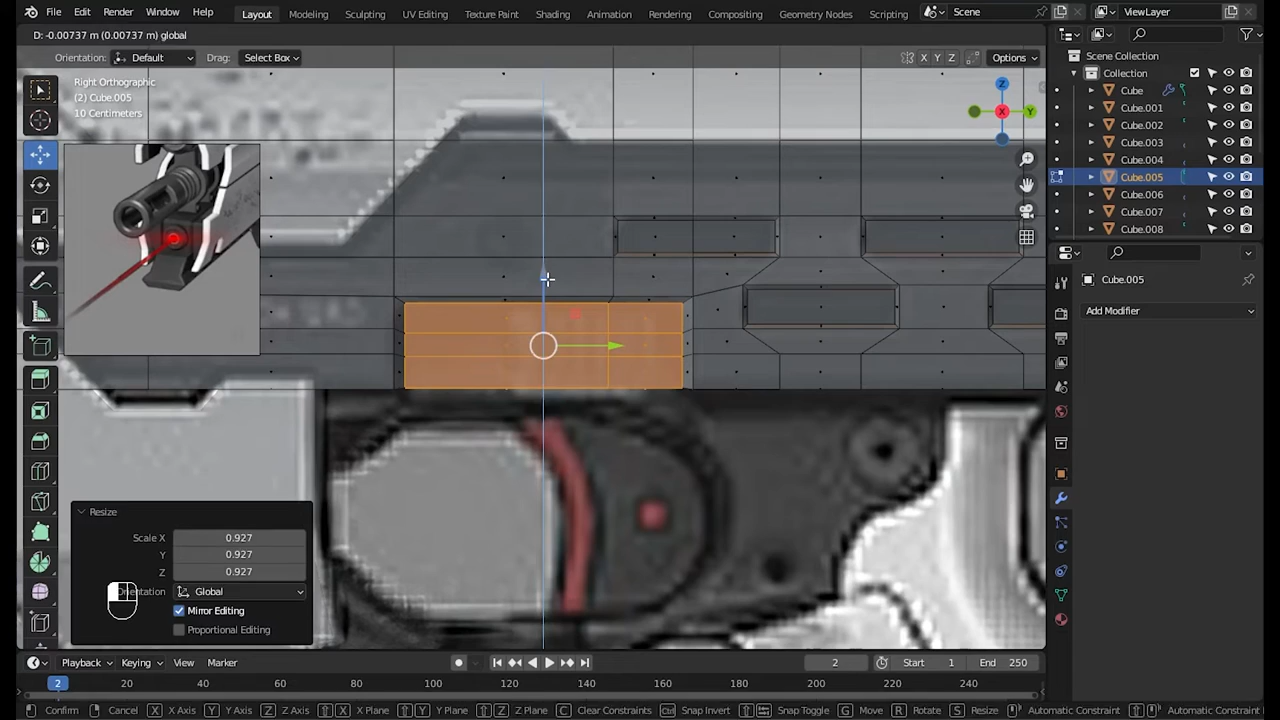 File Edit Render Window Help Layout Modeling Sculpting UV Editing Texture Paint Shading Animation Rendering Compositing Geometry Nodes Scripting Scene ViewLayer
D: -0.00737 m (0.00737 m) global
Orientation: Default Drag: Select Box X Y Z Options
Right Orthographic
(2) Cube.005
10 Centimeters
Z
X
Y
Scene Collection
Collection
Cube
Cube.001
Cube.002
Cube.003
Cube.004
Cube.005
Cube.006
Cube.007
Cube.008
Cube.005
Add Modifier
Resize
Scale X 0.927
Y 0.927
Z 0.927
Orientation Global
Mirror Editing
Proportional Editing
Playback Keying View Marker 2 Start 1 End 250
2 20 40 60 80 100 120 140 160 180 200 220 240
Confirm Cancel X X Axis Y Y Axis Z Z Axis X X Plane Y Y Plane Z Z Plane C Clear Constraints Ctrl Snap Invert Snap Toggle G Move R Rotate S Resize Automatic Constraint Automatic Constraint